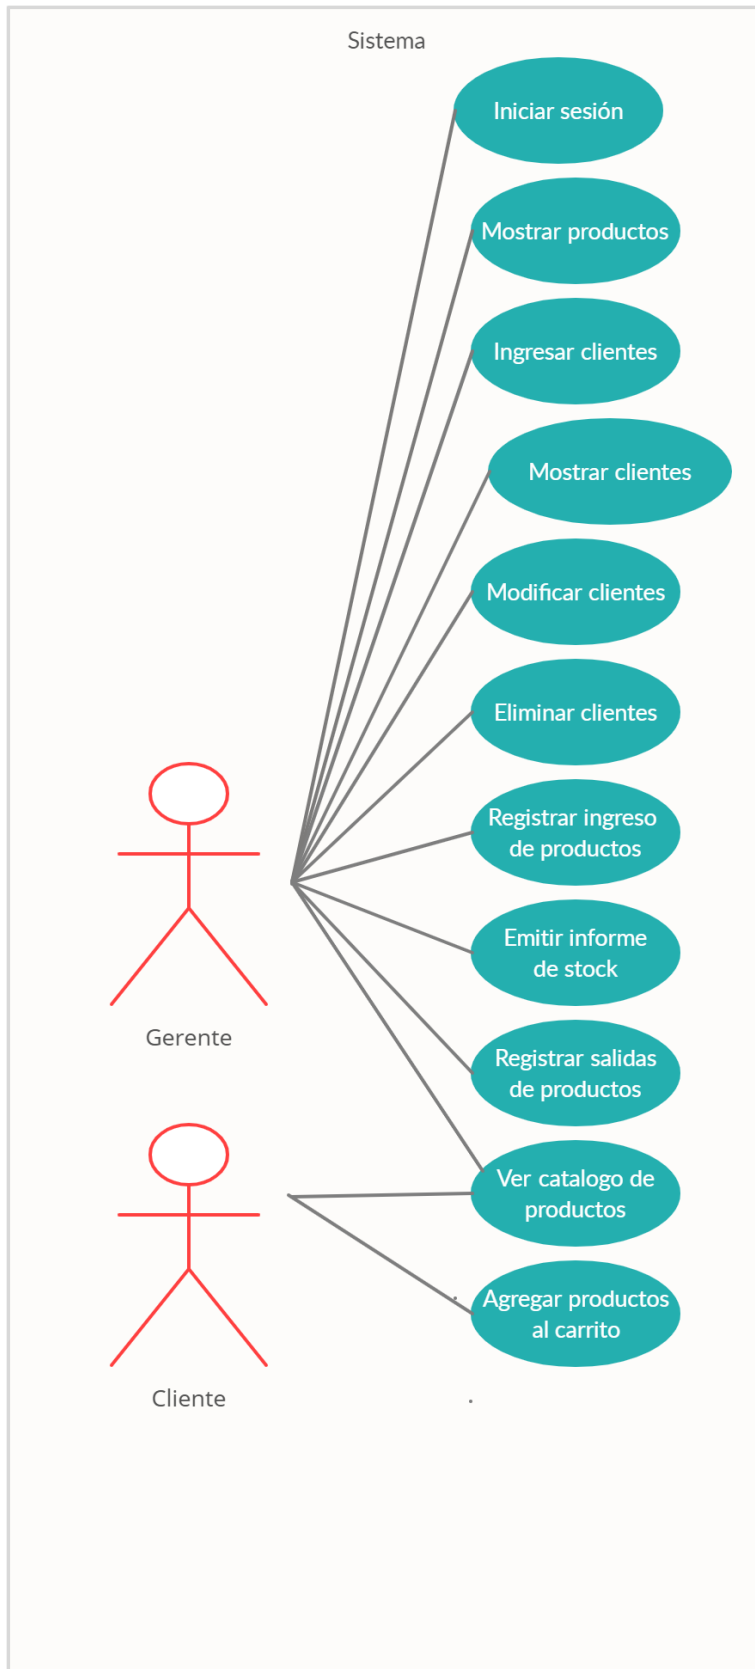 Sistema
Iniciar sesión
Mostrar productos
Ingresar clientes
Mostrar clientes
Modificar clientes
Eliminar clientes
Registrar ingreso
de productos
Emitir informe
de stock
Gerente
Registrar salidas
de productos
Ver catalogo de
productos
Agregar productos
al carrito
Cliente